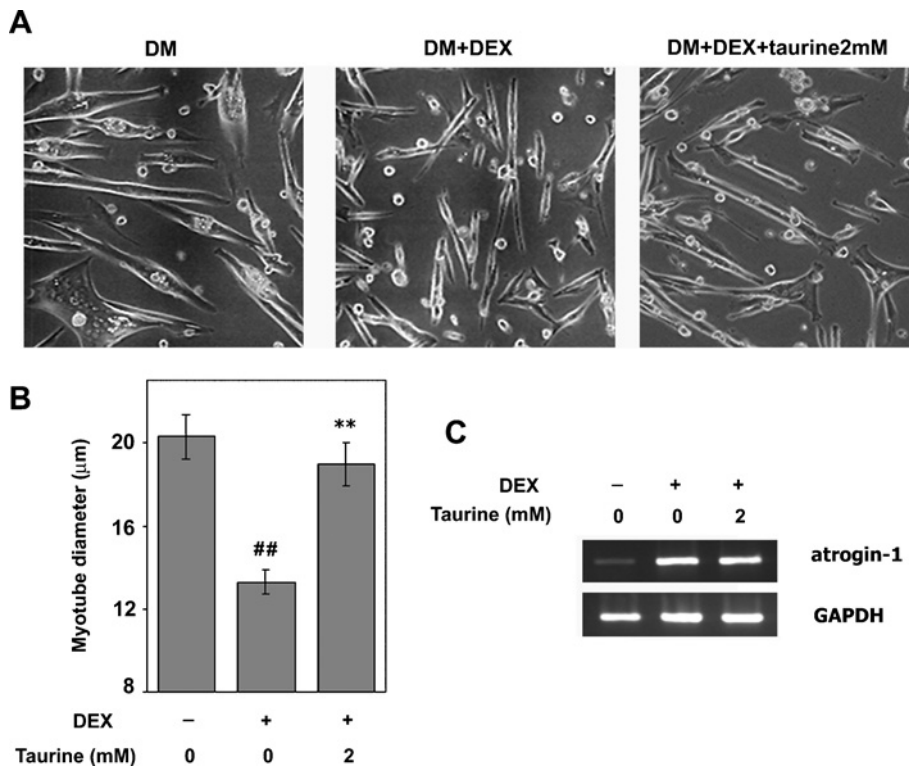 A
DM
DM+DEX
DM+DEX+taurine2mM
B
Myotube diameter (μm)
20
16
12
8
##
**
DEX – + +
Taurine (mM) 0 0 2
C
DEX – + +
Taurine (mM) 0 0 2
atrogin-1
GAPDH